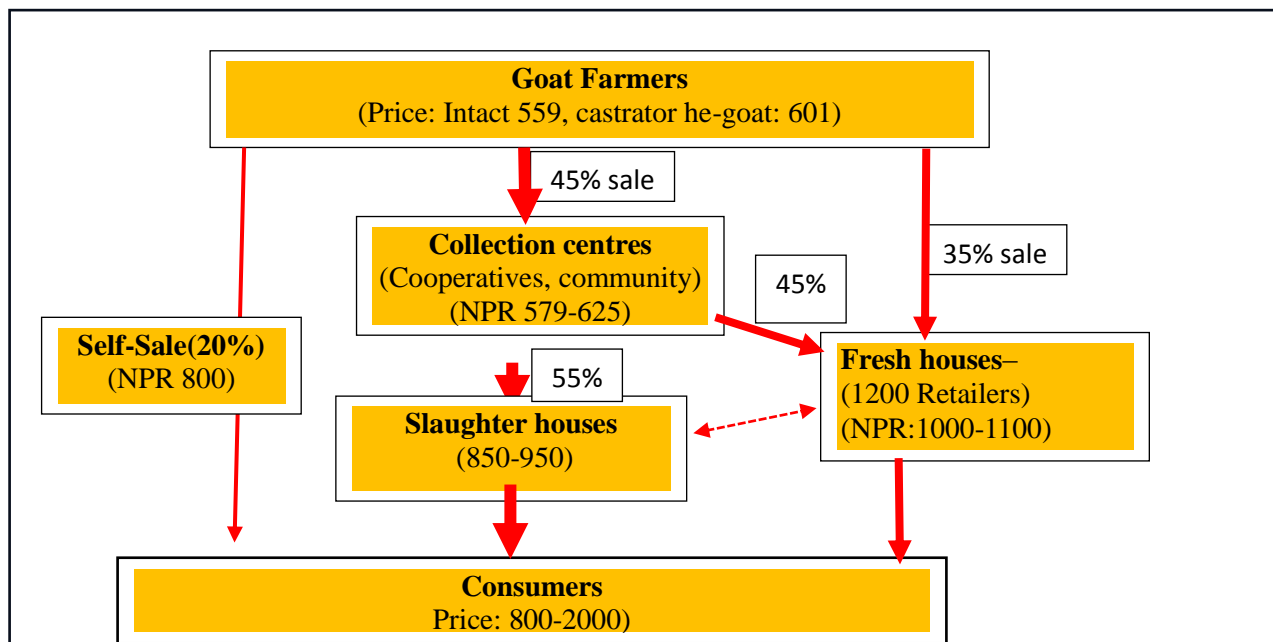 Goat Farmers
(Price: Intact 559, castrator he-goat: 601)
45% sale
35% sale
Collection centres
(Cooperatives, community)
(NPR 579-625)
45%
Self-Sale(20%)
(NPR 800)
55%
Fresh houses–
(1200 Retailers)
(NPR:1000-1100)
Slaughter houses
(850-950)
Consumers
Price: 800-2000)